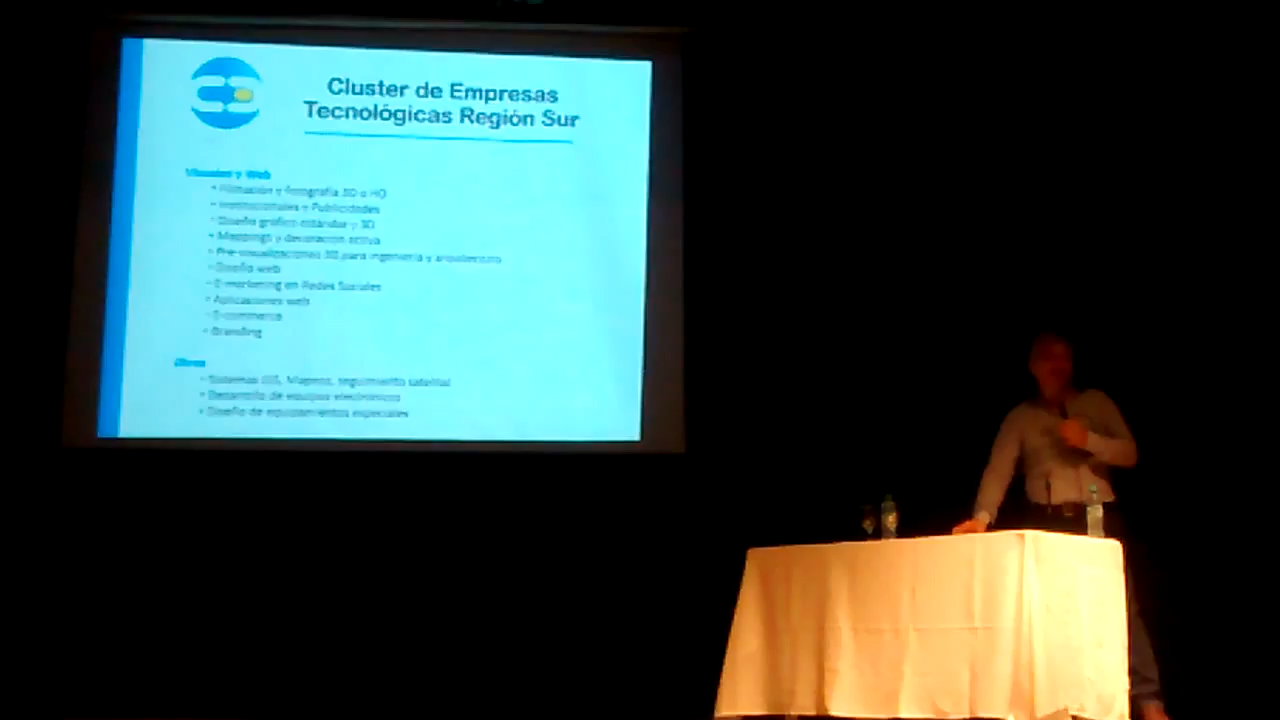 Cluster de Empresas
Tecnológicas Región Sur
Visuales y Web
• Filmación y fotografía 3D o HD
• Institucionales y Publicidades
• Diseño gráfico estándar y 3D
• Mappings y decoración activa
• Pre-visualizaciones 3D para ingeniería y arquitectura
• Diseño web
• E-marketing en Redes Sociales
• Aplicaciones web
• E-commerce
• Branding
Otros
• Sistemas GIS, Mapeos, seguimiento satelital
• Desarrollo de equipos electrónicos
• Diseño de equipamientos especiales